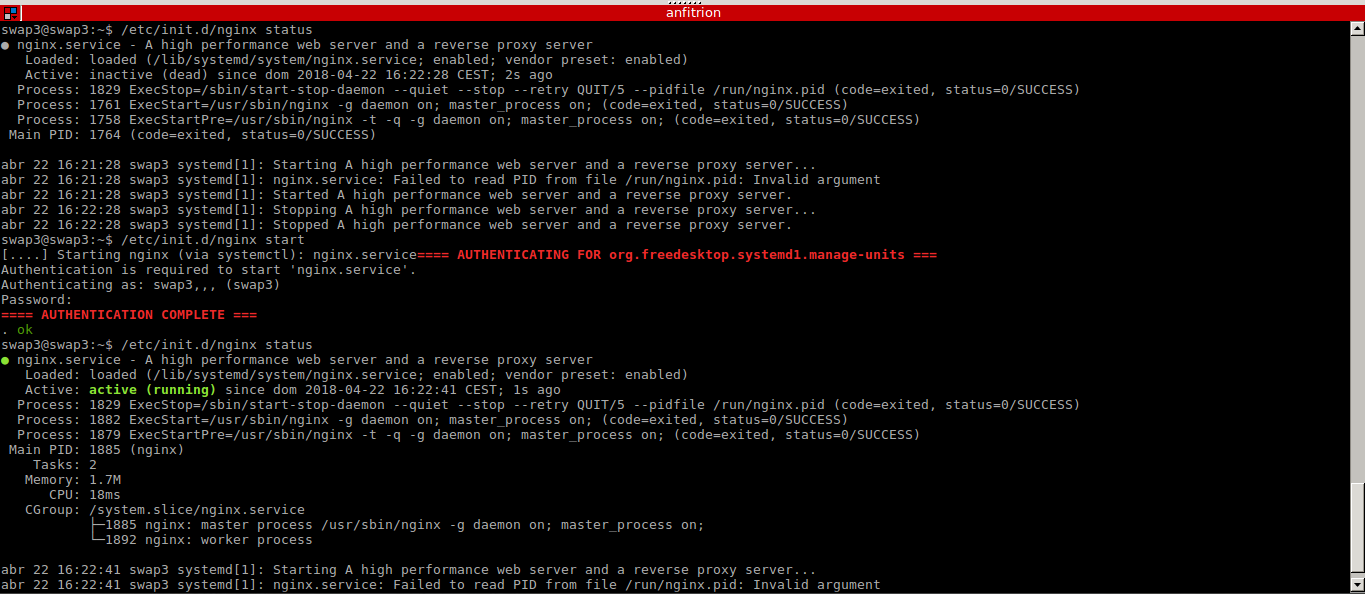 anfitrion
swap3@swap3:~$ /etc/init.d/nginx status
● nginx.service - A high performance web server and a reverse proxy server
   Loaded: loaded (/lib/systemd/system/nginx.service; enabled; vendor preset: enabled)
   Active: inactive (dead) since dom 2018-04-22 16:22:28 CEST; 2s ago
  Process: 1829 ExecStop=/sbin/start-stop-daemon --quiet --stop --retry QUIT/5 --pidfile /run/nginx.pid (code=exited, status=0/SUCCESS)
  Process: 1761 ExecStart=/usr/sbin/nginx -g daemon on; master_process on; (code=exited, status=0/SUCCESS)
  Process: 1758 ExecStartPre=/usr/sbin/nginx -t -q -g daemon on; master_process on; (code=exited, status=0/SUCCESS)
 Main PID: 1764 (code=exited, status=0/SUCCESS)

abr 22 16:21:28 swap3 systemd[1]: Starting A high performance web server and a reverse proxy server...
abr 22 16:21:28 swap3 systemd[1]: nginx.service: Failed to read PID from file /run/nginx.pid: Invalid argument
abr 22 16:21:28 swap3 systemd[1]: Started A high performance web server and a reverse proxy server.
abr 22 16:22:28 swap3 systemd[1]: Stopping A high performance web server and a reverse proxy server...
abr 22 16:22:28 swap3 systemd[1]: Stopped A high performance web server and a reverse proxy server.
swap3@swap3:~$ /etc/init.d/nginx start
[....] Starting nginx (via systemctl): nginx.service==== AUTHENTICATING FOR org.freedesktop.systemd1.manage-units ===
Authentication is required to start 'nginx.service'.
Authenticating as: swap3,,, (swap3)
Password:
==== AUTHENTICATION COMPLETE ===
. ok
swap3@swap3:~$ /etc/init.d/nginx status
● nginx.service - A high performance web server and a reverse proxy server
   Loaded: loaded (/lib/systemd/system/nginx.service; enabled; vendor preset: enabled)
   Active: active (running) since dom 2018-04-22 16:22:41 CEST; 1s ago
  Process: 1829 ExecStop=/sbin/start-stop-daemon --quiet --stop --retry QUIT/5 --pidfile /run/nginx.pid (code=exited, status=0/SUCCESS)
  Process: 1882 ExecStart=/usr/sbin/nginx -g daemon on; master_process on; (code=exited, status=0/SUCCESS)
  Process: 1879 ExecStartPre=/usr/sbin/nginx -t -q -g daemon on; master_process on; (code=exited, status=0/SUCCESS)
 Main PID: 1885 (nginx)
    Tasks: 2
   Memory: 1.7M
      CPU: 18ms
   CGroup: /system.slice/nginx.service
           ├─1885 nginx: master process /usr/sbin/nginx -g daemon on; master_process on;
           └─1892 nginx: worker process

abr 22 16:22:41 swap3 systemd[1]: Starting A high performance web server and a reverse proxy server...
abr 22 16:22:41 swap3 systemd[1]: nginx.service: Failed to read PID from file /run/nginx.pid: Invalid argument